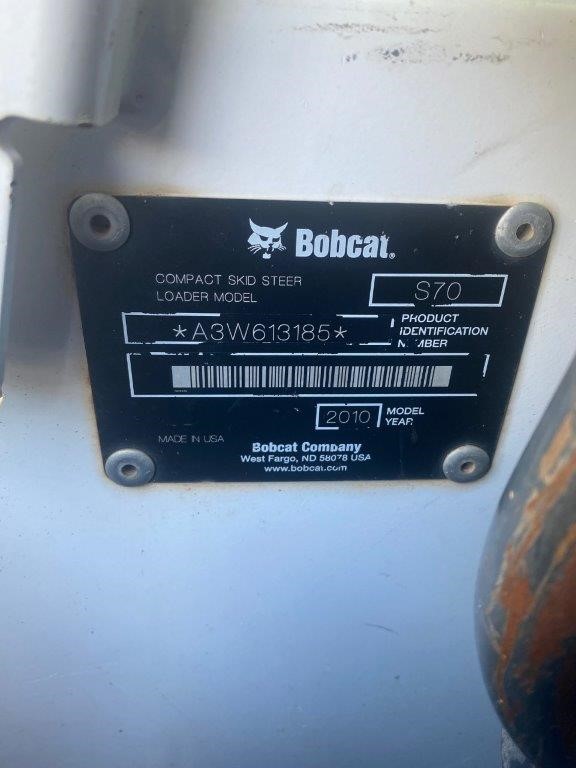 Bobcat.
COMPACT SKID STEER
LOADER MODEL
S70
*A3W613185*
PRODUCT
IDENTIFICATION
NUMBER
2010
MODEL
YEAR
MADE IN USA
Bobcat Company
West Fargo, ND 58078 USA
www.bobcat.com